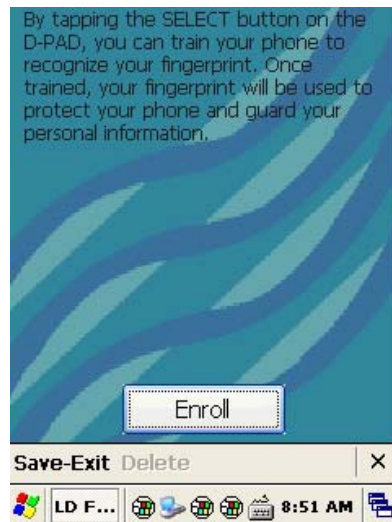 By tapping the SELECT button on the
D-PAD, you can train your phone to
recognize your fingerprint. Once
trained, your fingerprint will be used to
protect your phone and guard your
personal information.
Enroll
Save-Exit Delete
LD F... 8:51 AM